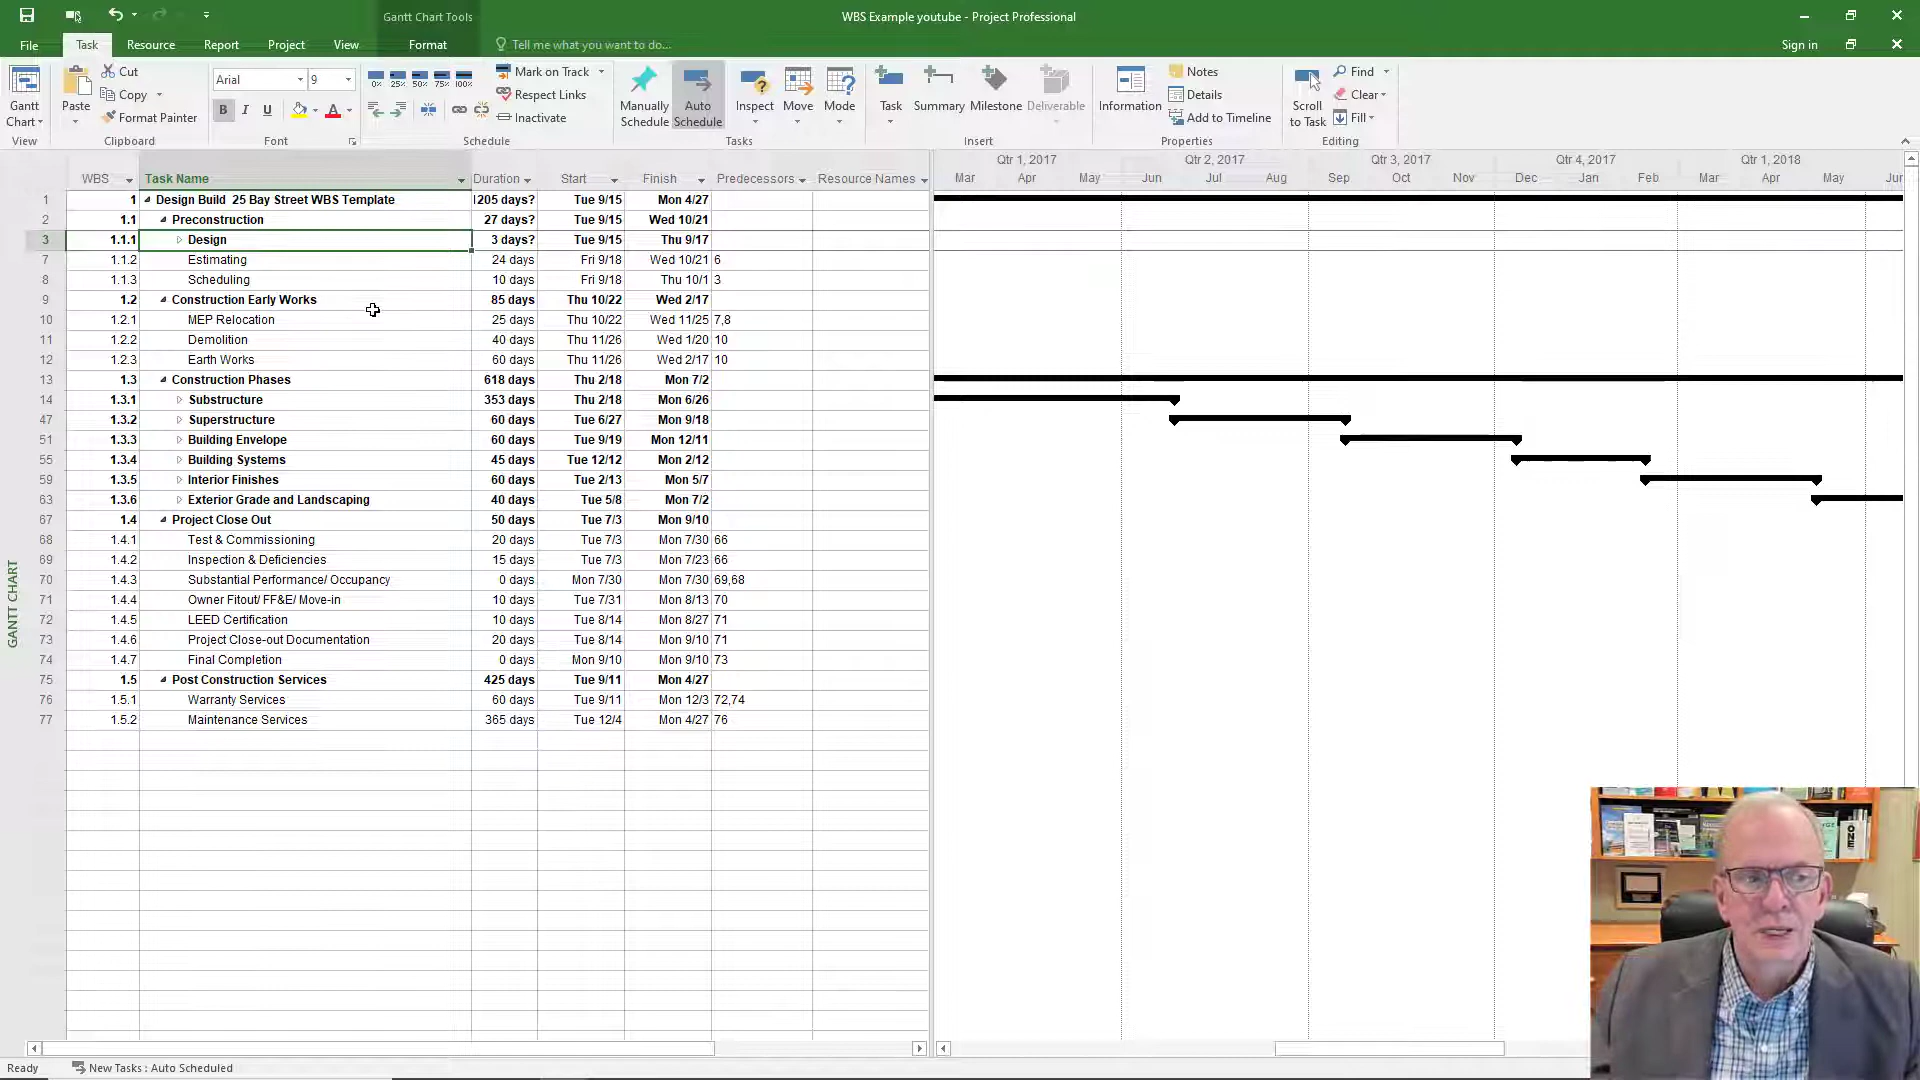 Gantt Chart Tools
WBS Example youtube - Project Professional
File Task Resource Report Project View Format Tell me what you want to do...
Sign in
Gantt Chart
View
Paste
Cut
Copy
Format Painter
Clipboard
Arial 9
B I U
Font
0% 25% 50% 75% 100%
Mark on Track
Respect Links
Inactivate
Schedule
Manually Schedule
Auto Schedule
Inspect
Move
Mode
Tasks
Task
Summary
Milestone
Deliverable
Insert
Information
Notes
Details
Add to Timeline
Properties
Scroll to Task
Find
Clear
Fill
Editing
WBS Task Name Duration Start Finish Predecessors Resource Names
1 1 Design Build 25 Bay Street WBS Template 1205 days? Tue 9/15 Mon 4/27
2 1.1 Preconstruction 27 days? Tue 9/15 Wed 10/21
3 1.1.1 Design 3 days? Tue 9/15 Thu 9/17
7 1.1.2 Estimating 24 days Fri 9/18 Wed 10/21 6
8 1.1.3 Scheduling 10 days Fri 9/18 Thu 10/1 3
9 1.2 Construction Early Works 85 days Thu 10/22 Wed 2/17
10 1.2.1 MEP Relocation 25 days Thu 10/22 Wed 11/25 7,8
11 1.2.2 Demolition 40 days Thu 11/26 Wed 1/20 10
12 1.2.3 Earth Works 60 days Thu 11/26 Wed 2/17 10
13 1.3 Construction Phases 618 days Thu 2/18 Mon 7/2
14 1.3.1 Substructure 353 days Thu 2/18 Mon 6/26
47 1.3.2 Superstructure 60 days Tue 6/27 Mon 9/18
51 1.3.3 Building Envelope 60 days Tue 9/19 Mon 12/11
55 1.3.4 Building Systems 45 days Tue 12/12 Mon 2/12
59 1.3.5 Interior Finishes 60 days Tue 2/13 Mon 5/7
63 1.3.6 Exterior Grade and Landscaping 40 days Tue 5/8 Mon 7/2
67 1.4 Project Close Out 50 days Tue 7/3 Mon 9/10
68 1.4.1 Test & Commissioning 20 days Tue 7/3 Mon 7/30 66
69 1.4.2 Inspection & Deficiencies 15 days Tue 7/3 Mon 7/23 66
70 1.4.3 Substantial Performance/ Occupancy 0 days Mon 7/30 Mon 7/30 69,68
71 1.4.4 Owner Fitout/ FF&E/ Move-in 10 days Tue 7/31 Mon 8/13 70
72 1.4.5 LEED Certification 10 days Tue 8/14 Mon 8/27 71
73 1.4.6 Project Close-out Documentation 20 days Tue 8/14 Mon 9/10 71
74 1.4.7 Final Completion 0 days Mon 9/10 Mon 9/10 73
75 1.5 Post Construction Services 425 days Tue 9/11 Mon 4/27
76 1.5.1 Warranty Services 60 days Tue 9/11 Mon 12/3 72,74
77 1.5.2 Maintenance Services 365 days Tue 12/4 Mon 4/27 76
Qtr 1, 2017 Qtr 2, 2017 Qtr 3, 2017 Qtr 4, 2017 Qtr 1, 2018
Mar Apr May Jun Jul Aug Sep Oct Nov Dec Jan Feb Mar Apr May Jun
GANTT CHART
ONE
Ready New Tasks : Auto Scheduled